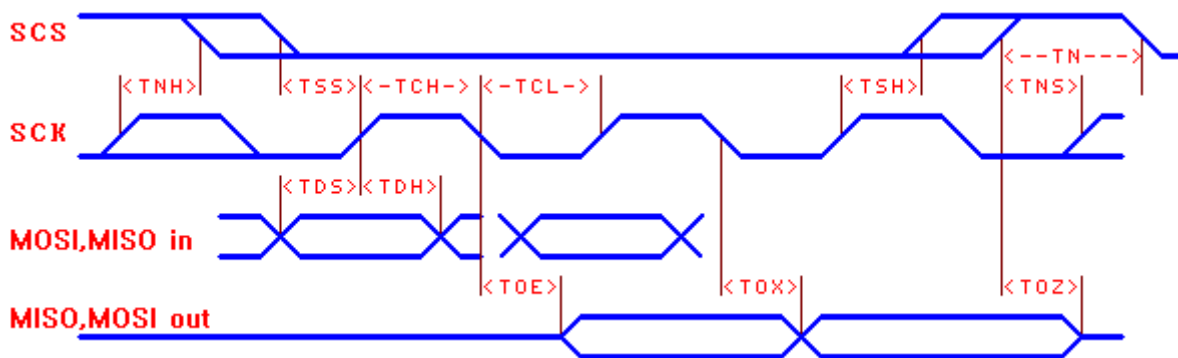 SCS
<--TN--->
<TNH>
<TSS>
<-TCH->
<-TCL->
<TSH>
<TNS>
SCK
<TDS>
<TDH>
MOSI,MISO in
<TOE>
<TOX>
<TOZ>
MISO,MOSI out